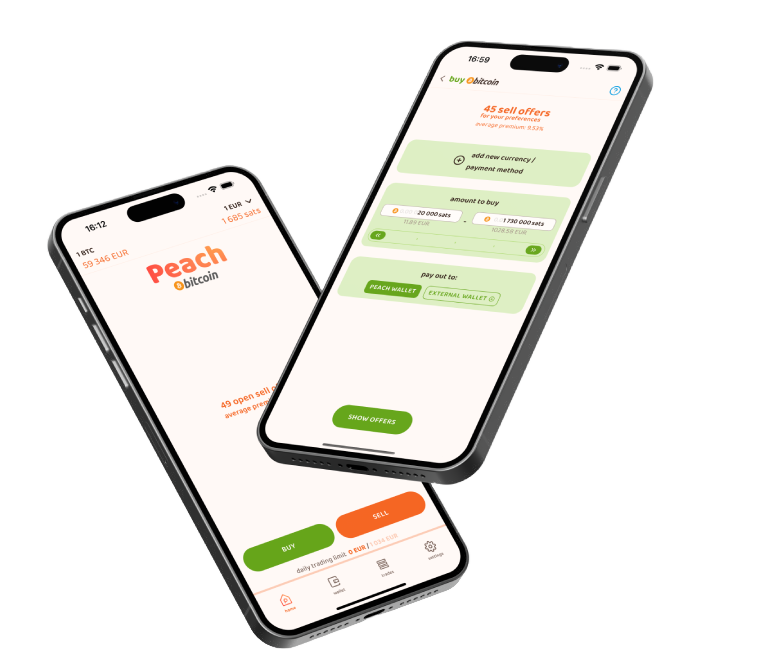 16:12
1 EUR
1 685 sats
1 BTC
59 346 EUR
Peach
bitcoin
49 open sell
average
BUY
SELL
daily trading limit 0 EUR / 1 034 EUR
home
wallet
trades
settings
16:59
buy bitcoin
?
45 sell offers
for your preferences
average premium: 9.53%
add new currency /
payment method
amount to buy
20 000 sats
-
1 730 000 sats
11.89 EUR
1028.56 EUR
pay out to:
PEACH WALLET
EXTERNAL WALLET
SHOW OFFERS